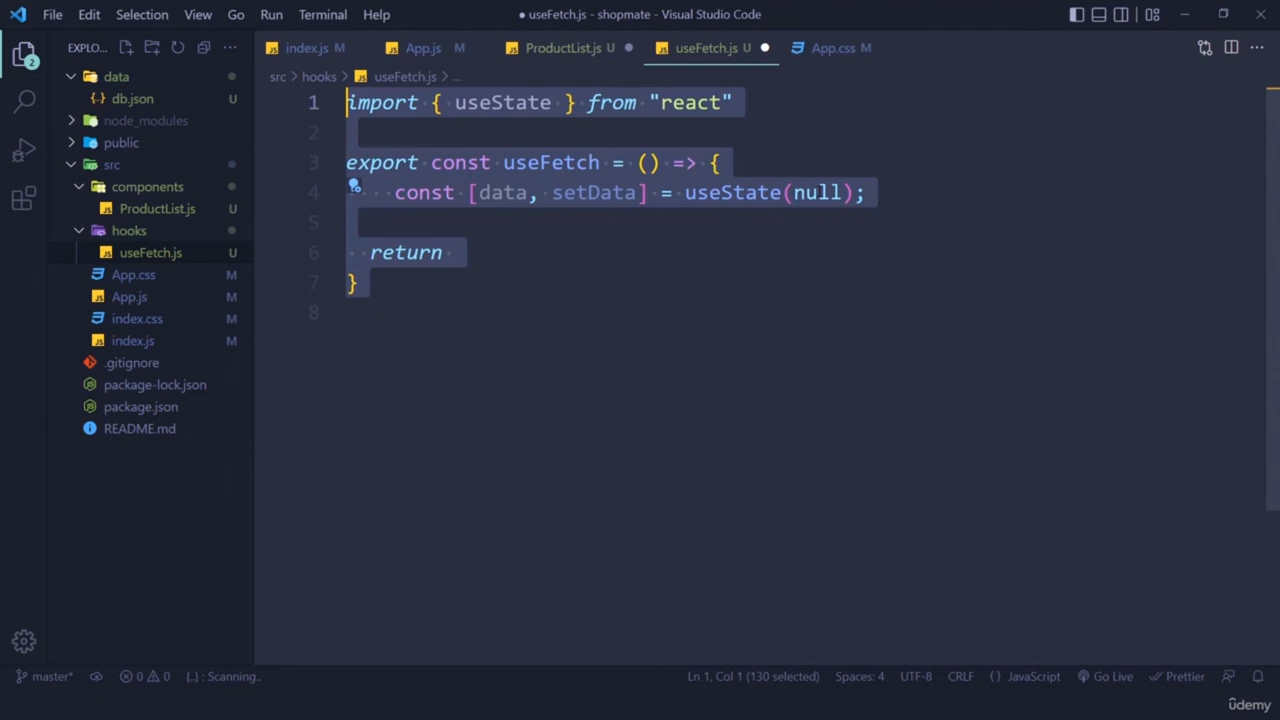 File Edit Selection View Go Run Terminal Help
● useFetch.js - shopmate - Visual Studio Code
EXPLO...
index.js M
App.js M
ProductList.js U
useFetch.js U
App.css M
data
db.json U
node_modules
public
src
components
ProductList.js U
hooks
useFetch.js U
App.css M
App.js M
index.css M
index.js M
.gitignore
package-lock.json
package.json
README.md
2
src > hooks > useFetch.js > ...
1 import { useState } from "react"
2
3 export const useFetch = () => {
4 const [data, setData] = useState(null);
5
6 return
7 }
8
master* 0 0 {..} : Scanning..
Ln 1, Col 1 (130 selected) Spaces: 4 UTF-8 CRLF {} JavaScript Go Live Prettier
ûdemy